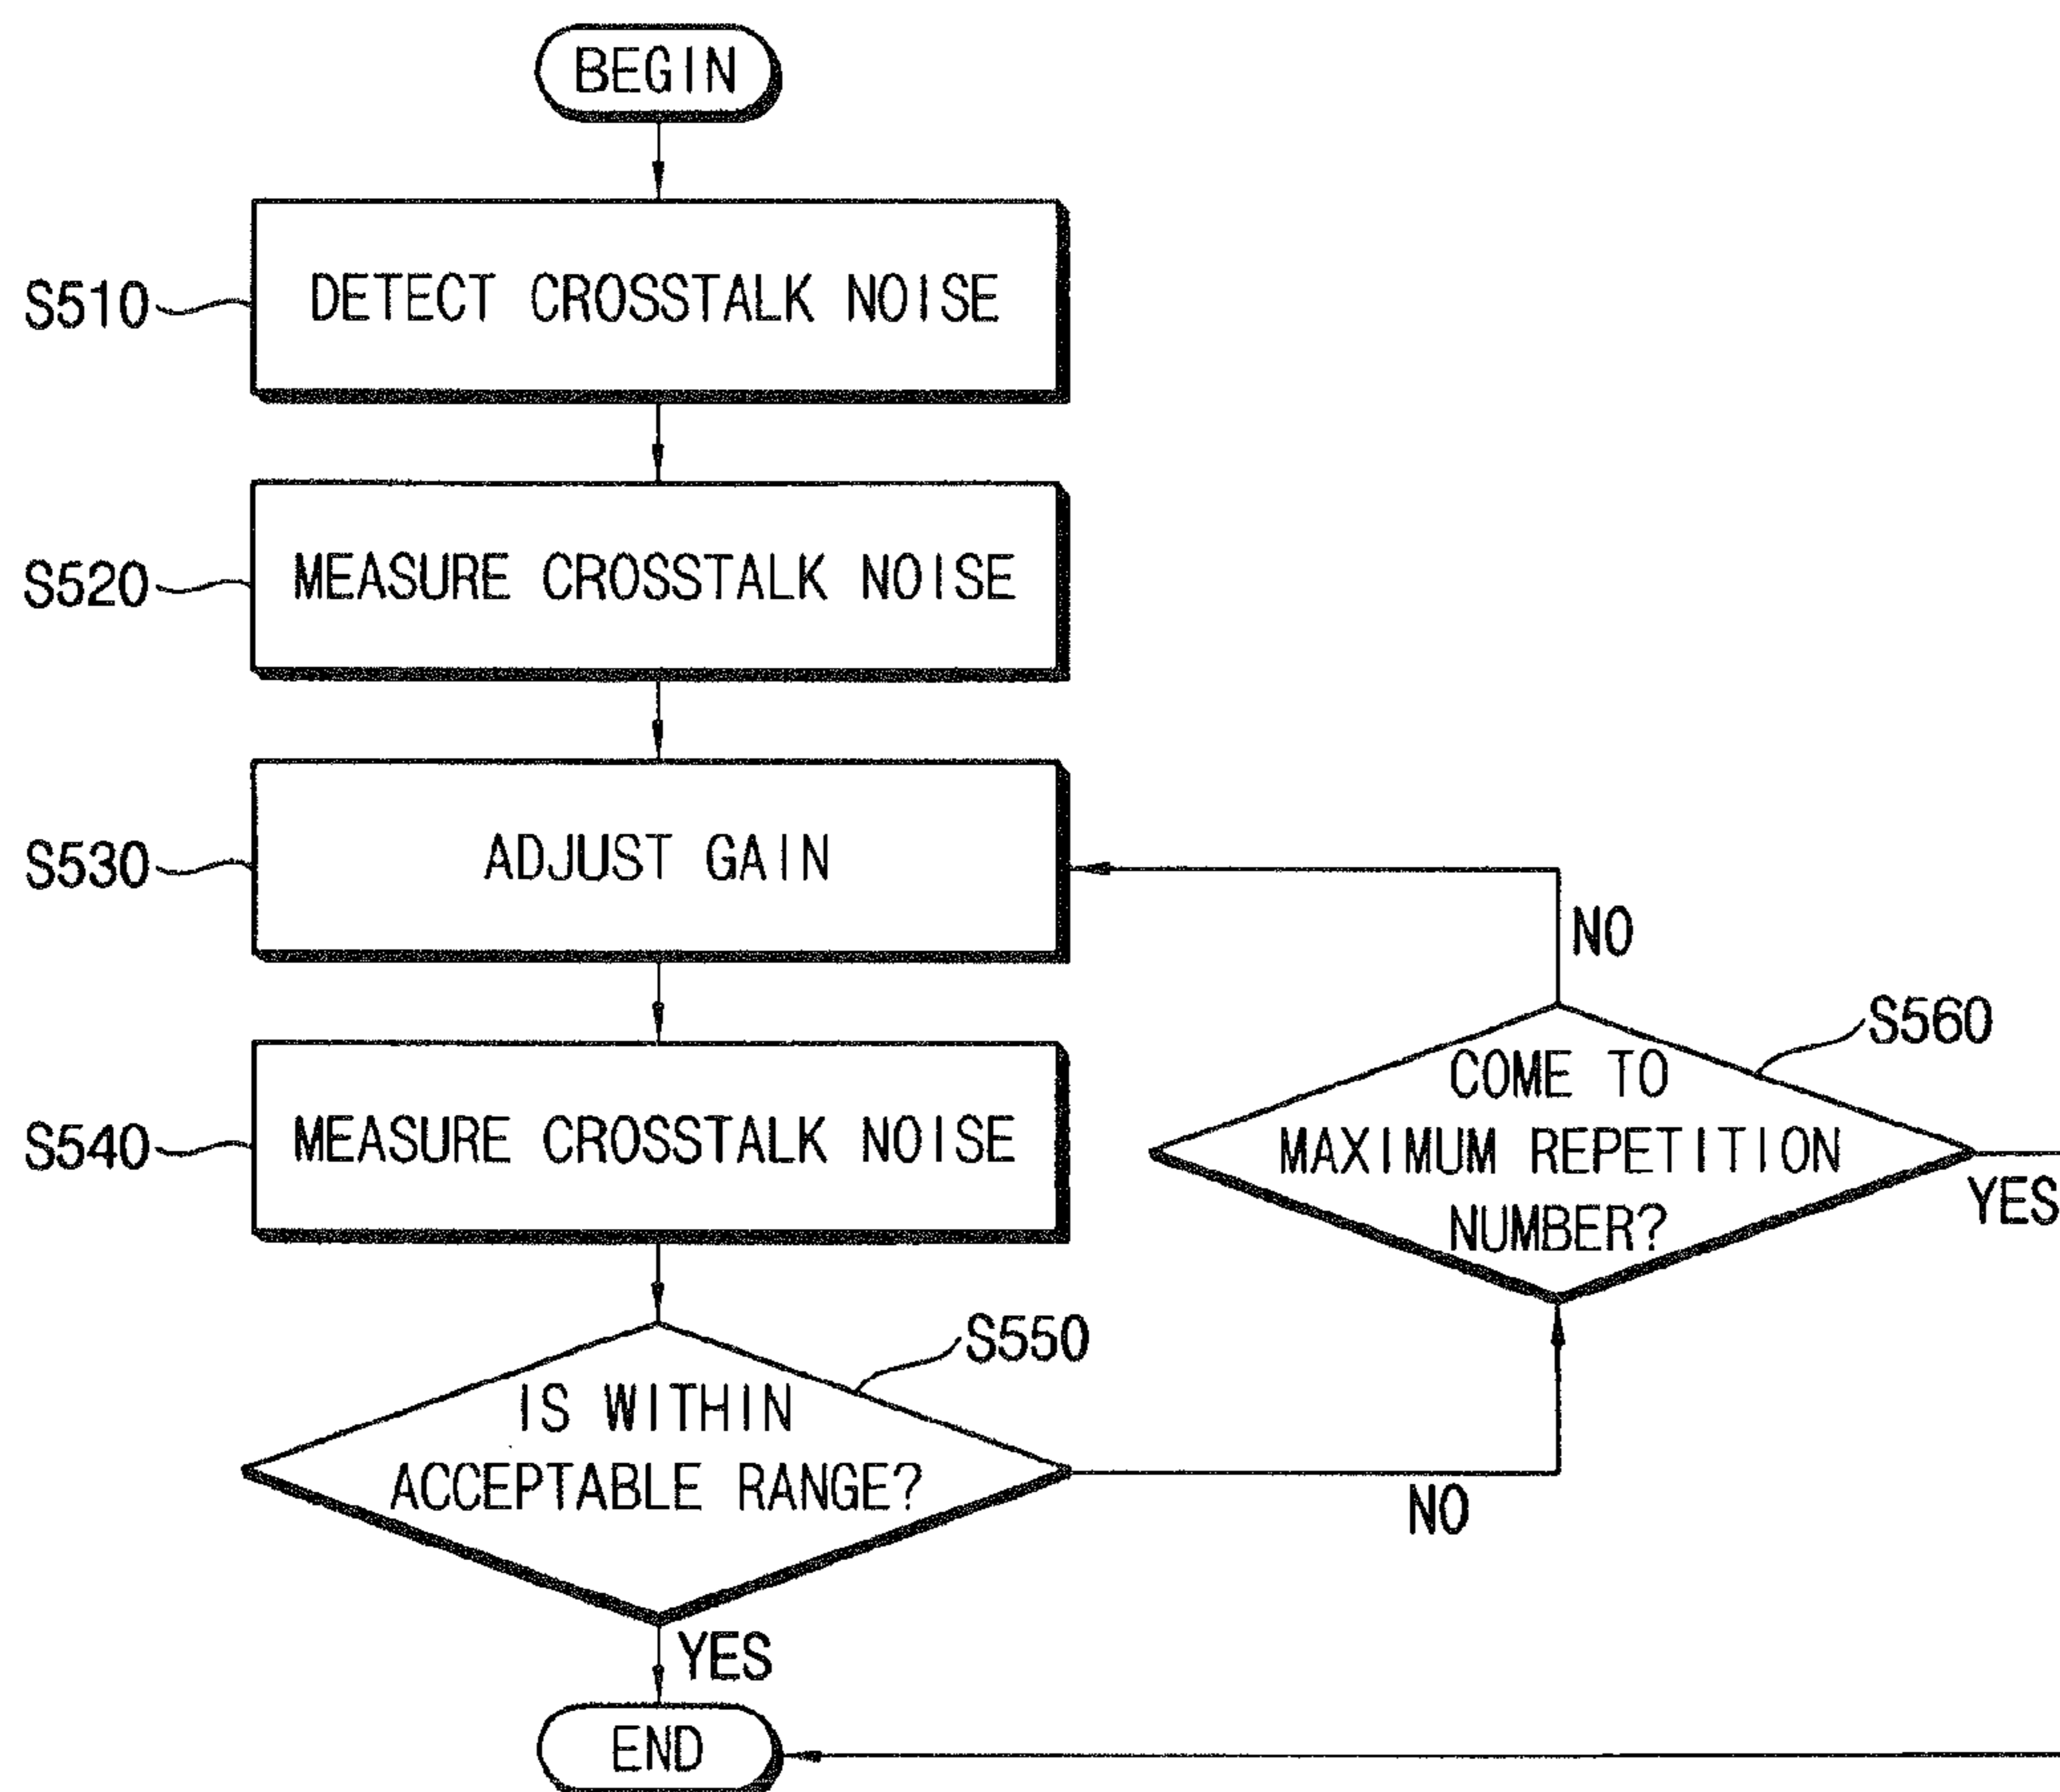 BEGIN
S510
DETECT CROSSTALK NOISE
S520
MEASURE CROSSTALK NOISE
S530
ADJUST GAIN
NO
S540
MEASURE CROSSTALK NOISE
S560
COME TO
MAXIMUM REPETITION
NUMBER?
YES
S550
IS WITHIN
ACCEPTABLE RANGE?
NO
YES
END